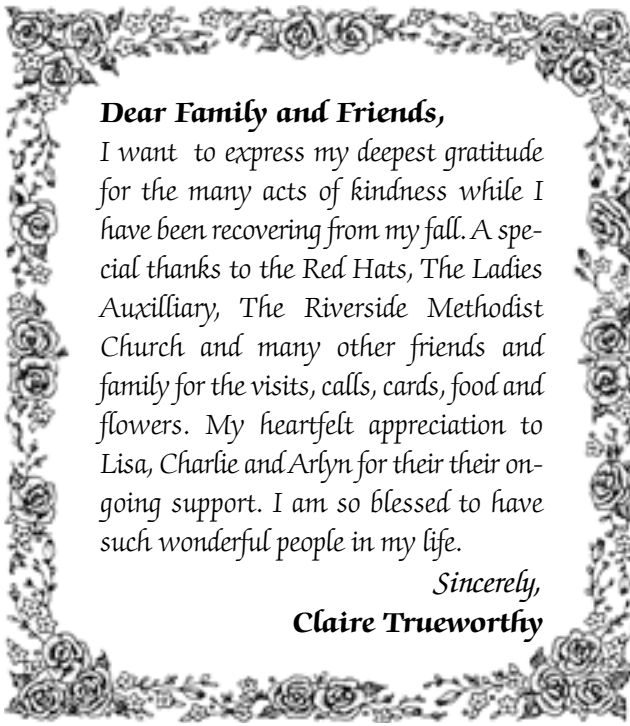 Dear Family and Friends,
I want to express my deepest gratitude
for the many acts of kindness while I
have been recovering from my fall. A spe-
cial thanks to the Red Hats, The Ladies
Auxilliary, The Riverside Methodist
Church and many other friends and
family for the visits, calls, cards, food and
flowers. My heartfelt appreciation to
Lisa, Charlie and Arlyn for their their on-
going support. I am so blessed to have
such wonderful people in my life.
Sincerely,
Claire Trueworthy